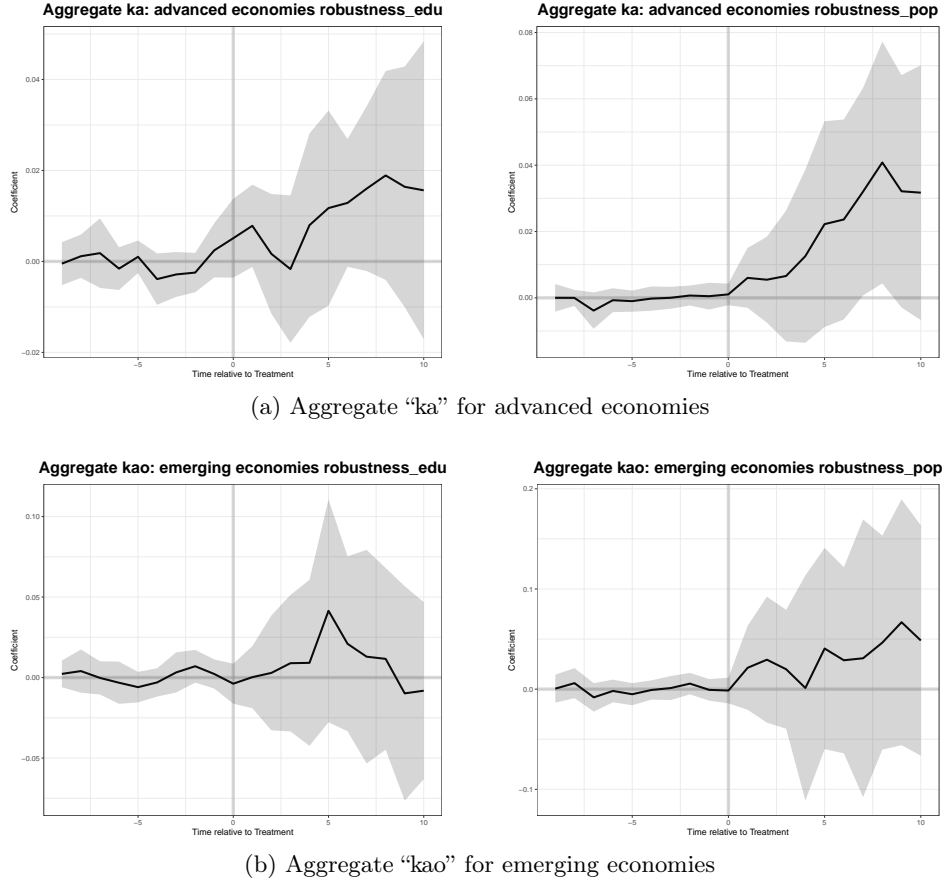 Aggregate ka: advanced economies robustness_edu
Aggregate ka: advanced economies robustness_pop
Coefficient
0.04
0.02
0.00
−0.02
−5
0
5
10
Time relative to Treatment
Coefficient
0.08
0.06
0.04
0.02
0.00
−5
0
5
10
Time relative to Treatment
(a) Aggregate “ka” for advanced economies
Aggregate kao: emerging economies robustness_edu
Aggregate kao: emerging economies robustness_pop
Coefficient
0.10
0.05
0.00
−0.05
−5
0
5
10
Time relative to Treatment
Coefficient
0.2
0.1
0.0
−0.1
−5
0
5
10
Time relative to Treatment
(b) Aggregate “kao” for emerging economies